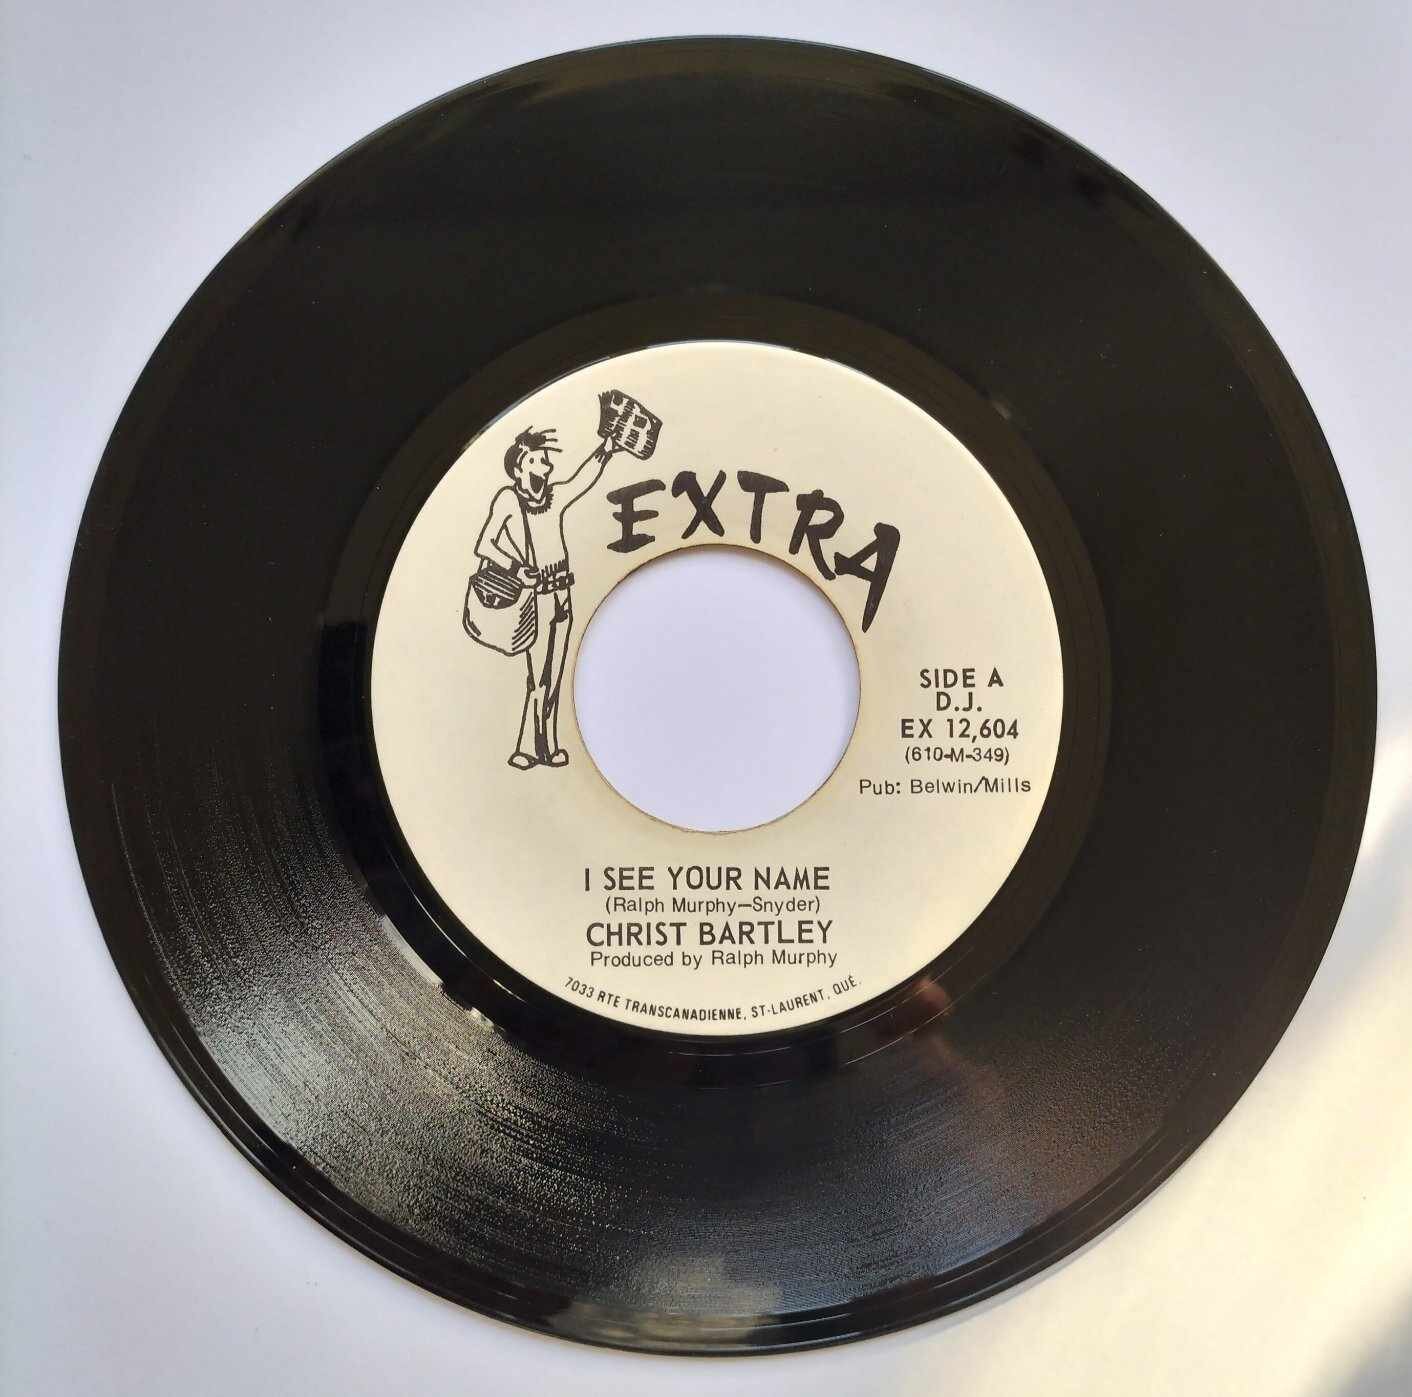 EXTRA
SIDE A
D.J.
EX 12,604
(610-M-349)
Pub: Belwin/Mills
I SEE YOUR NAME
(Ralph Murphy—Snyder)
CHRIST BARTLEY
Produced by Ralph Murphy
7033 RTE TRANSCANADIENNE, ST-LAURENT, QUÉ.